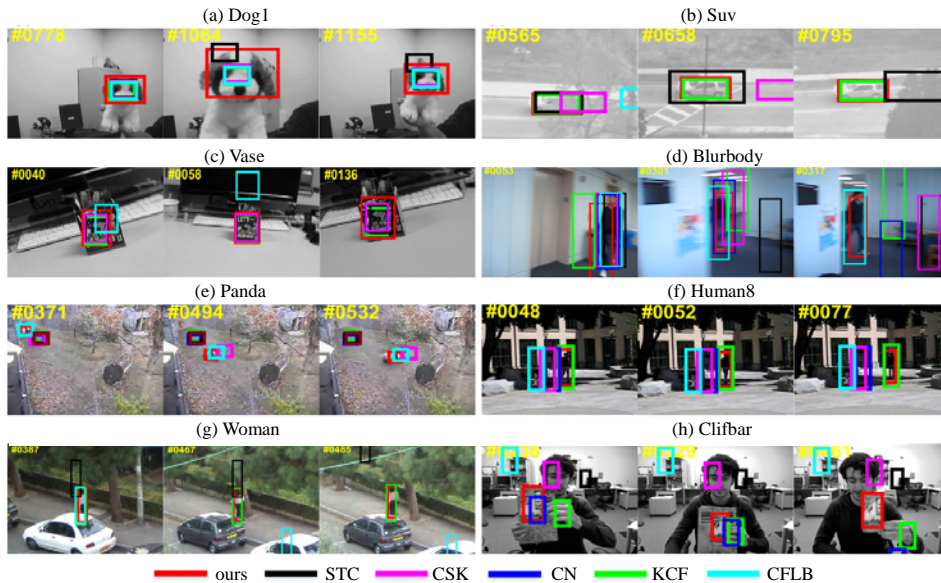 (a) Dog1
(b) Suv
#0778 #1064 #1155
#0565 #0658 #0795
(c) Vase
(d) Blurbody
#0040 #0058 #0136
#0053 #0301 #0317
(e) Panda
(f) Human8
#0371 #0494 #0532
#0048 #0052 #0077
(g) Woman
(h) Clifbar
#0387 #0467 #0485
ours STC CSK CN KCF CFLB